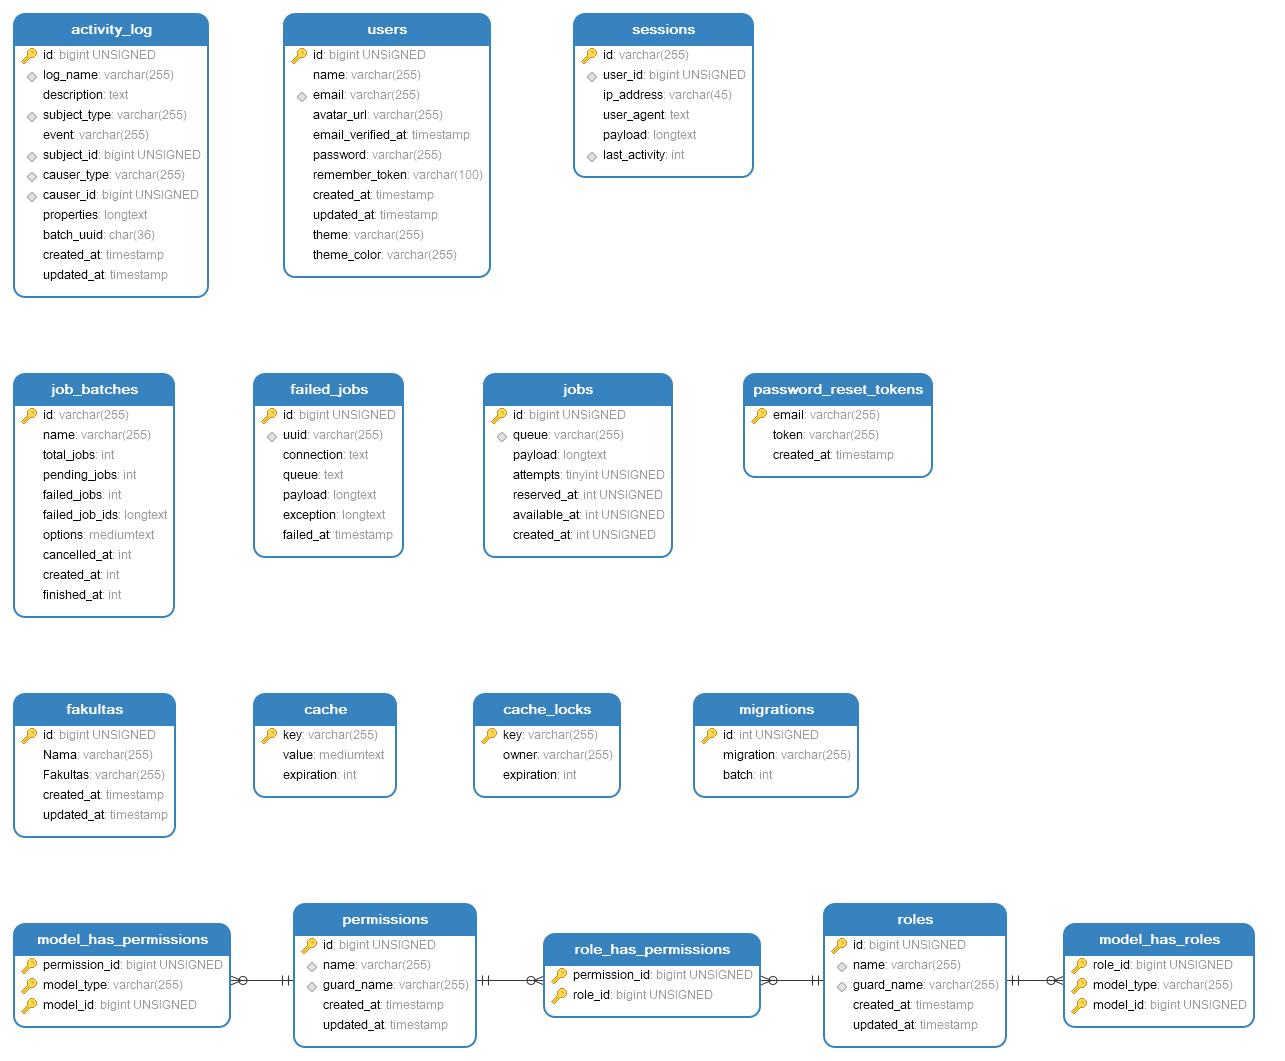 activity_log
id: bigint UNSIGNED
log_name: varchar(255)
description: text
subject_type: varchar(255)
event: varchar(255)
subject_id: bigint UNSIGNED
causer_type: varchar(255)
causer_id: bigint UNSIGNED
properties: longtext
batch_uuid: char(36)
created_at: timestamp
updated_at: timestamp
users
id: bigint UNSIGNED
name: varchar(255)
email: varchar(255)
avatar_url: varchar(255)
email_verified_at: timestamp
password: varchar(255)
remember_token: varchar(100)
created_at: timestamp
updated_at: timestamp
theme: varchar(255)
theme_color: varchar(255)
sessions
id: varchar(255)
user_id: bigint UNSIGNED
ip_address: varchar(45)
user_agent: text
payload: longtext
last_activity: int
job_batches
id: varchar(255)
name: varchar(255)
total_jobs: int
pending_jobs: int
failed_jobs: int
failed_job_ids: longtext
options: mediumtext
cancelled_at: int
created_at: int
finished_at: int
failed_jobs
id: bigint UNSIGNED
uuid: varchar(255)
connection: text
queue: text
payload: longtext
exception: longtext
failed_at: timestamp
jobs
id: bigint UNSIGNED
queue: varchar(255)
payload: longtext
attempts: tinyint UNSIGNED
reserved_at: int UNSIGNED
available_at: int UNSIGNED
created_at: int UNSIGNED
password_reset_tokens
email: varchar(255)
token: varchar(255)
created_at: timestamp
fakultas
id: bigint UNSIGNED
Nama: varchar(255)
Fakultas: varchar(255)
created_at: timestamp
updated_at: timestamp
cache
key: varchar(255)
value: mediumtext
expiration: int
cache_locks
key: varchar(255)
owner: varchar(255)
expiration: int
migrations
id: int UNSIGNED
migration: varchar(255)
batch: int
model_has_permissions
permission_id: bigint UNSIGNED
model_type: varchar(255)
model_id: bigint UNSIGNED
permissions
id: bigint UNSIGNED
name: varchar(255)
guard_name: varchar(255)
created_at: timestamp
updated_at: timestamp
role_has_permissions
permission_id: bigint UNSIGNED
role_id: bigint UNSIGNED
roles
id: bigint UNSIGNED
name: varchar(255)
guard_name: varchar(255)
created_at: timestamp
updated_at: timestamp
model_has_roles
role_id: bigint UNSIGNED
model_type: varchar(255)
model_id: bigint UNSIGNED